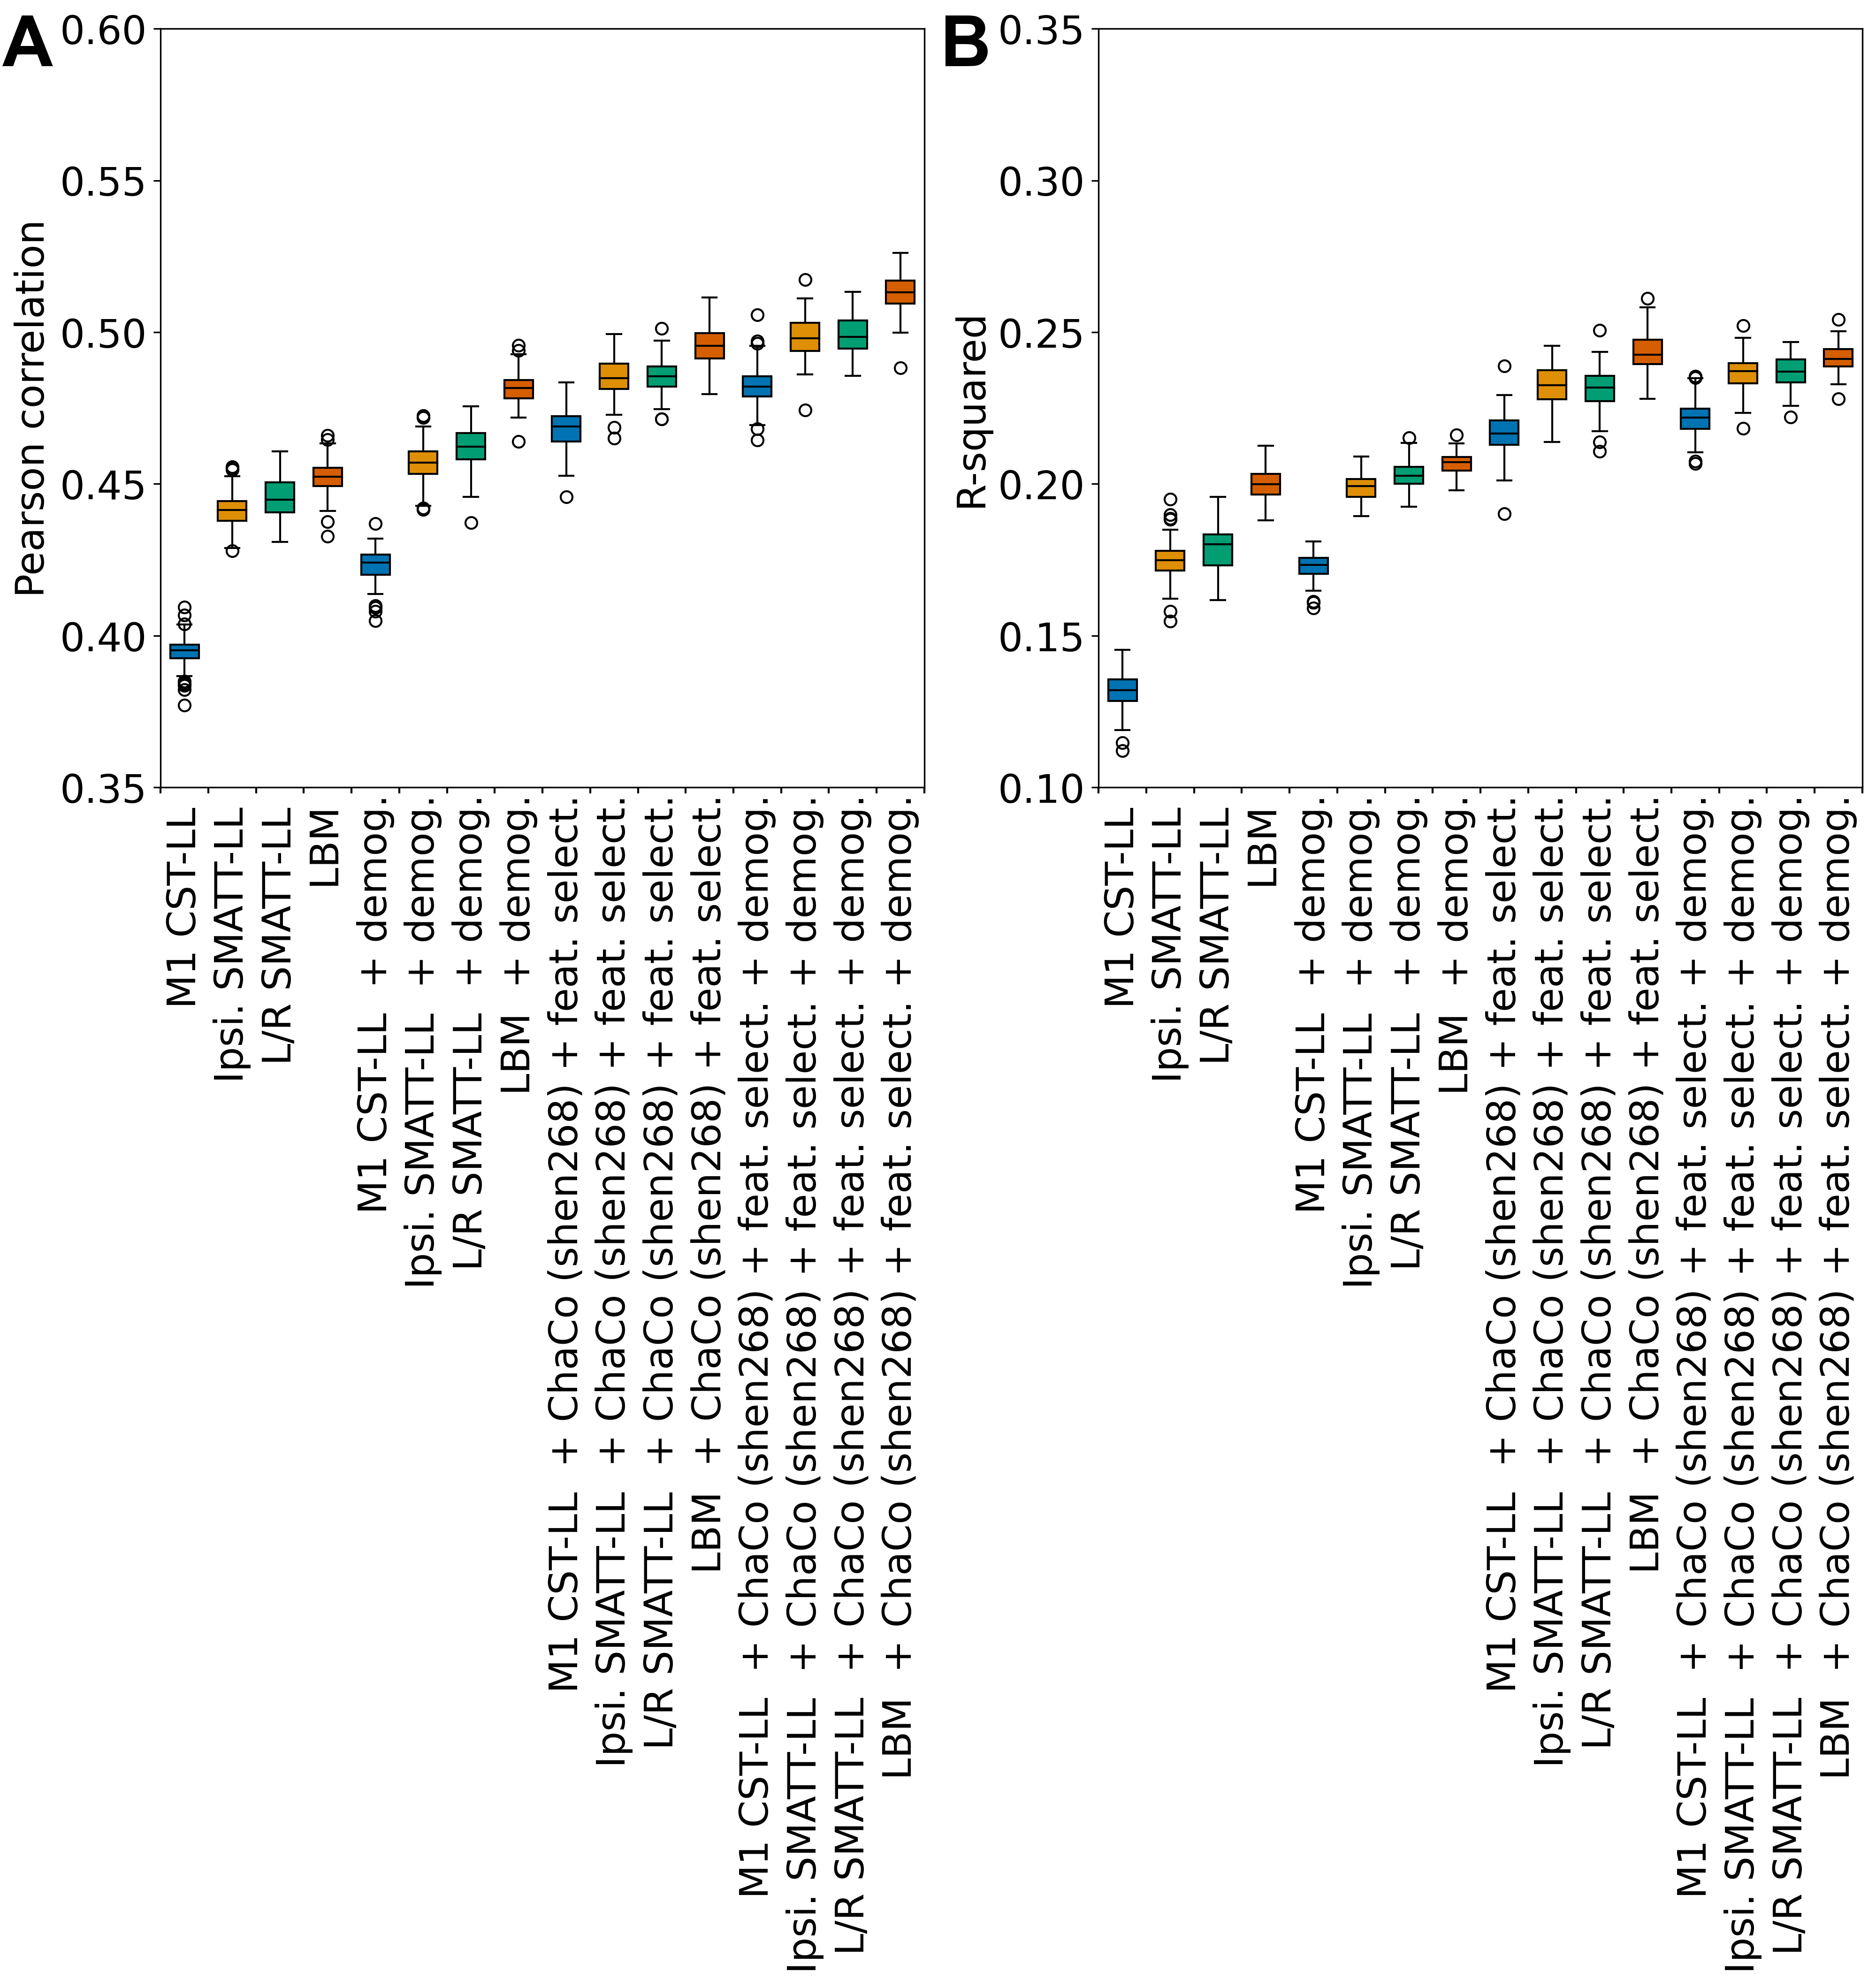 A
0.60
0.55
0.50
0.45
0.40
0.35
Pearson correlation
M1 CST-LL
Ipsi. SMATT-LL
L/R SMATT-LL
LBM
M1 CST-LL + demog.
Ipsi. SMATT-LL + demog.
L/R SMATT-LL + demog.
LBM + demog.
M1 CST-LL + ChaCo (shen268) + feat. select.
Ipsi. SMATT-LL + ChaCo (shen268) + feat. select.
L/R SMATT-LL + ChaCo (shen268) + feat. select.
LBM + ChaCo (shen268) + feat. select.
M1 CST-LL + ChaCo (shen268) + feat. select. + demog.
Ipsi. SMATT-LL + ChaCo (shen268) + feat. select. + demog.
L/R SMATT-LL + ChaCo (shen268) + feat. select. + demog.
LBM + ChaCo (shen268) + feat. select. + demog.
B
0.35
0.30
0.25
0.20
0.15
0.10
R-squared
M1 CST-LL
Ipsi. SMATT-LL
L/R SMATT-LL
LBM
M1 CST-LL + demog.
Ipsi. SMATT-LL + demog.
L/R SMATT-LL + demog.
LBM + demog.
M1 CST-LL + ChaCo (shen268) + feat. select.
Ipsi. SMATT-LL + ChaCo (shen268) + feat. select.
L/R SMATT-LL + ChaCo (shen268) + feat. select.
LBM + ChaCo (shen268) + feat. select.
M1 CST-LL + ChaCo (shen268) + feat. select. + demog.
Ipsi. SMATT-LL + ChaCo (shen268) + feat. select. + demog.
L/R SMATT-LL + ChaCo (shen268) + feat. select. + demog.
LBM + ChaCo (shen268) + feat. select. + demog.